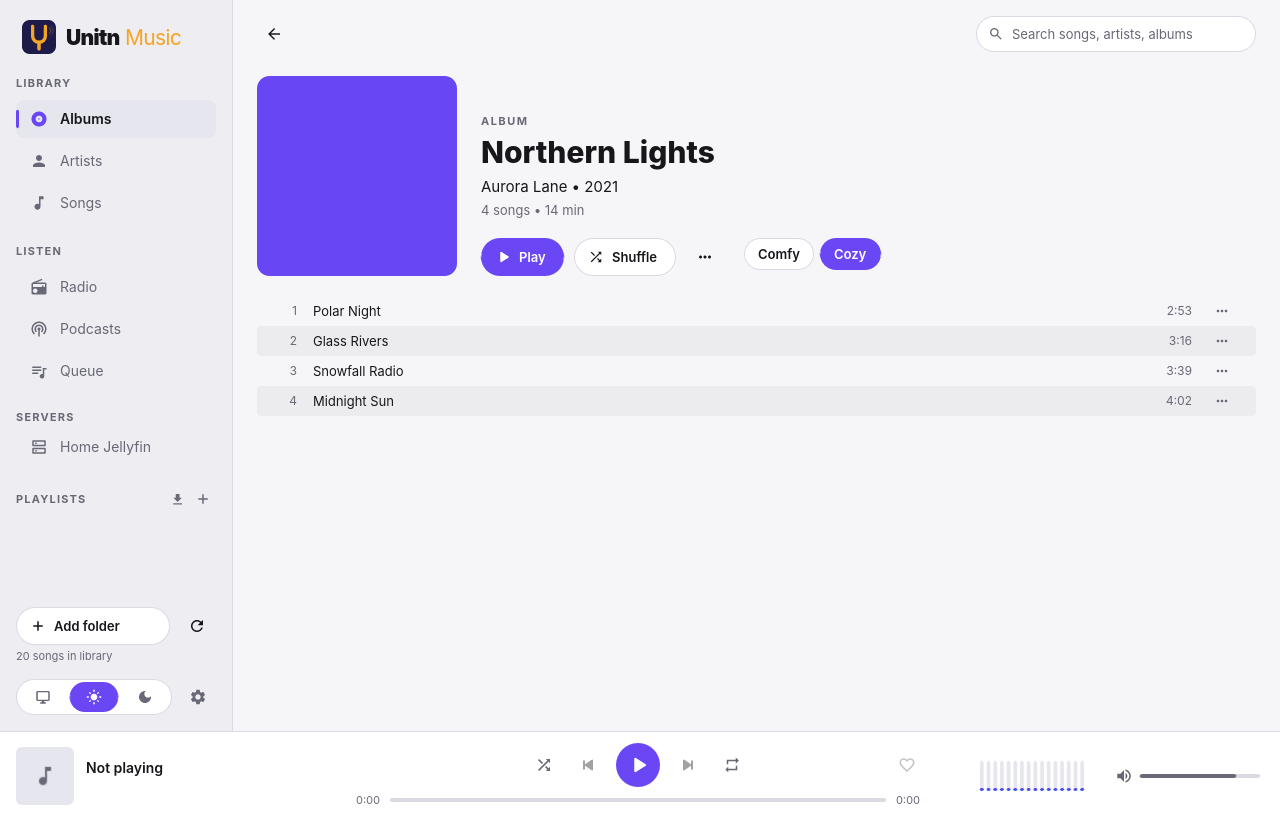 Unitn Music
Search songs, artists, albums
LIBRARY
Albums
Artists
Songs
LISTEN
Radio
Podcasts
Queue
SERVERS
Home Jellyfin
PLAYLISTS
Add folder
20 songs in library
ALBUM
Northern Lights
Aurora Lane • 2021
4 songs • 14 min
Play
Shuffle
Comfy
Cozy
1 Polar Night 2:53
2 Glass Rivers 3:16
3 Snowfall Radio 3:39
4 Midnight Sun 4:02
Not playing
0:00
0:00